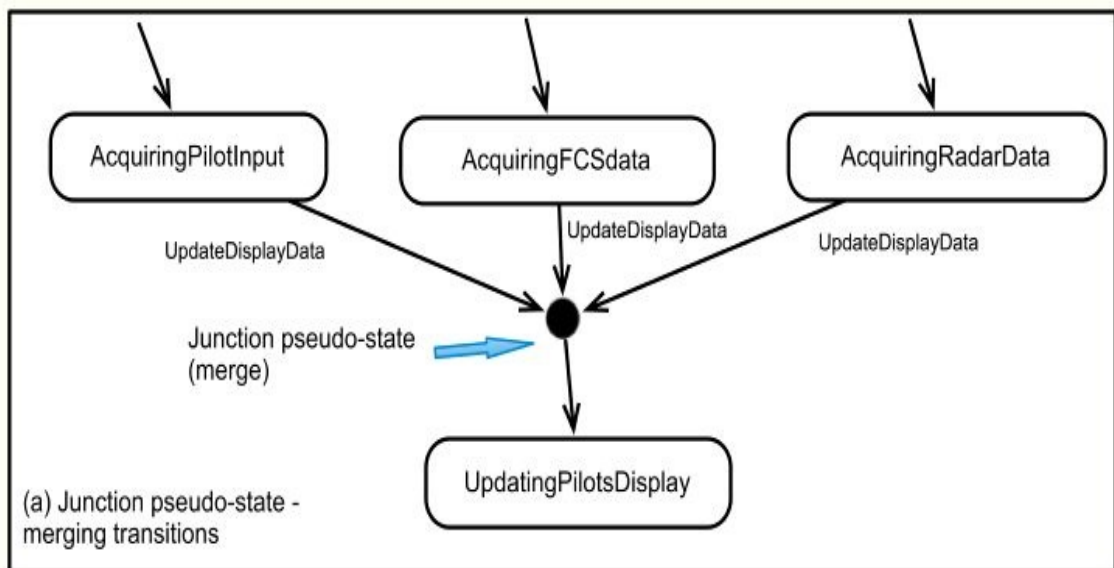 AcquiringPilotInput
AcquiringFCSdata
AcquiringRadarData
UpdateDisplayData
UpdateDisplayData
UpdateDisplayData
Junction pseudo-state
(merge)
UpdatingPilotsDisplay
(a) Junction pseudo-state -
merging transitions